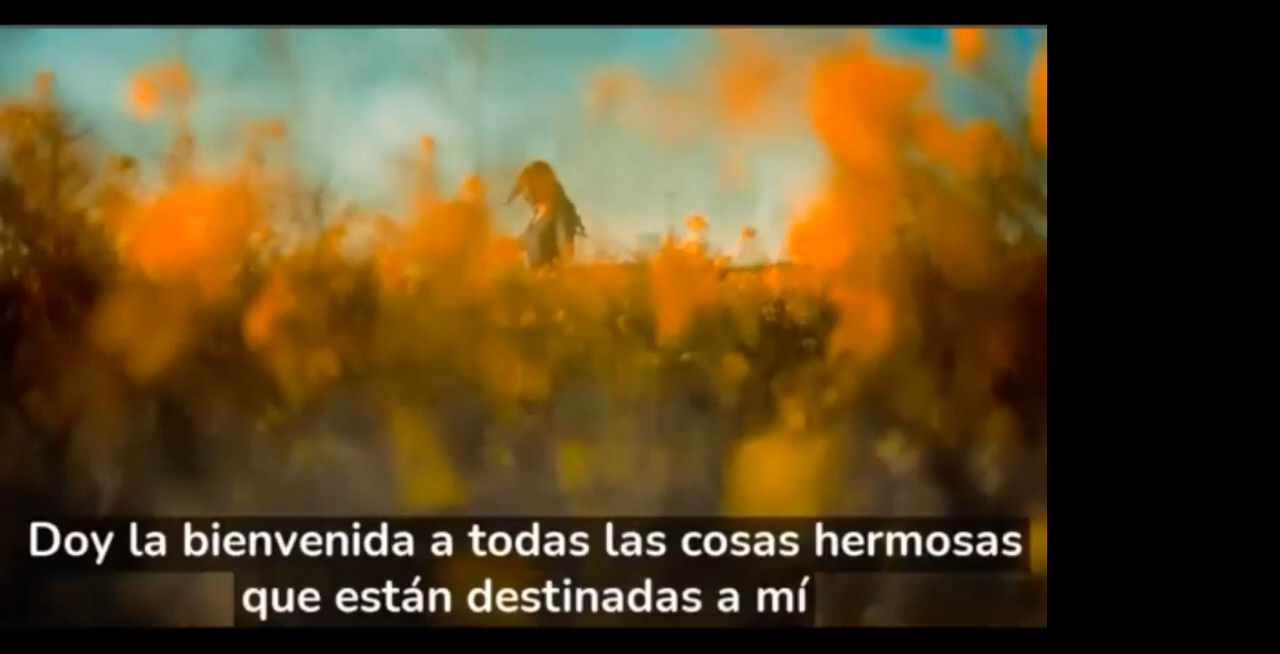 Doy la bienvenida a todas las cosas hermosas
que están destinadas a mí